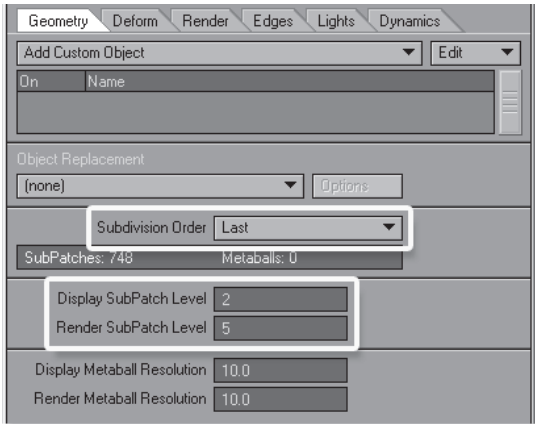 Geometry Deform Render Edges Lights Dynamics
Add Custom Object Edit
On Name
Object Replacement
(none) Options
Subdivision Order Last
SubPatches: 748 Metaballs: 0
Display SubPatch Level 2
Render SubPatch Level 5
Display Metaball Resolution 10.0
Render Metaball Resolution 10.0